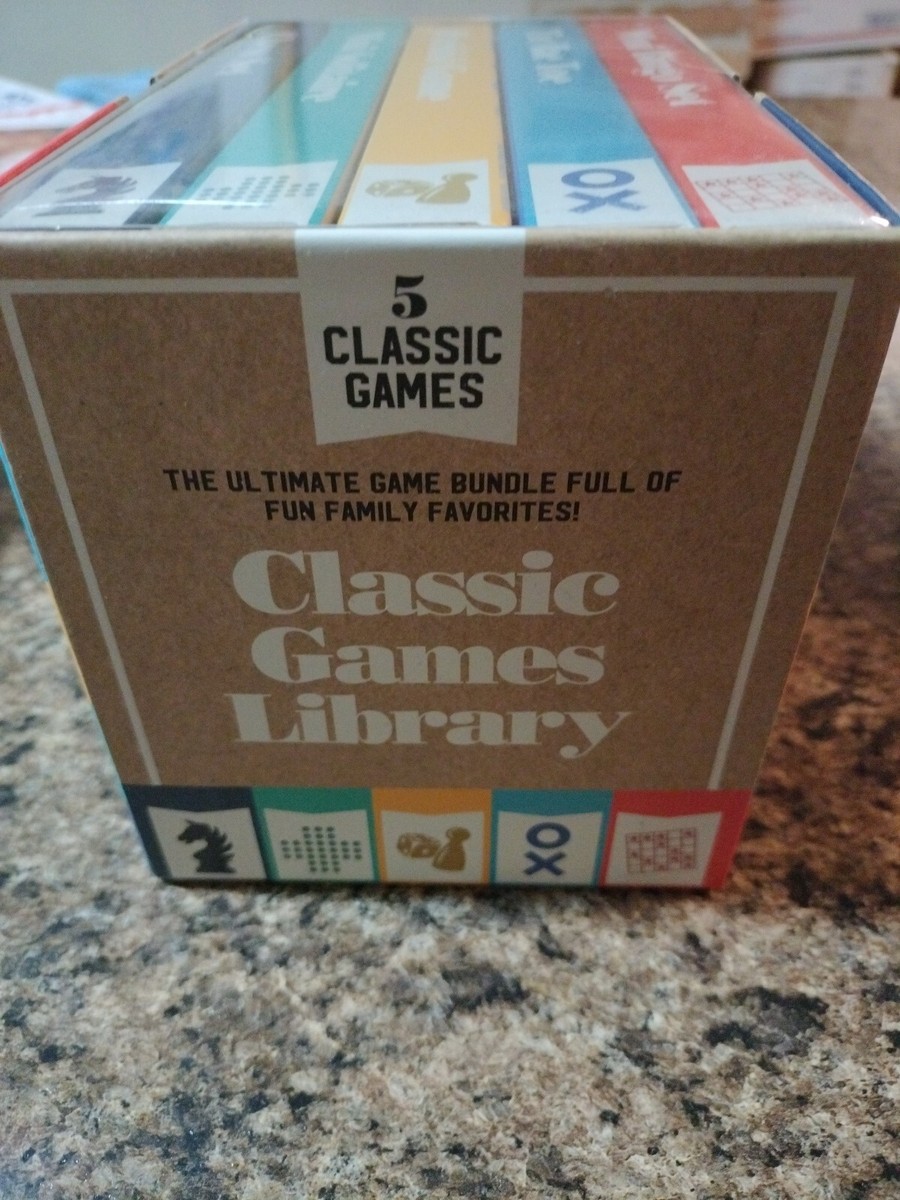 5
CLASSIC
GAMES
THE ULTIMATE GAME BUNDLE FULL OF
FUN FAMILY FAVORITES!
Classic
Games
Library
O
X
O
X